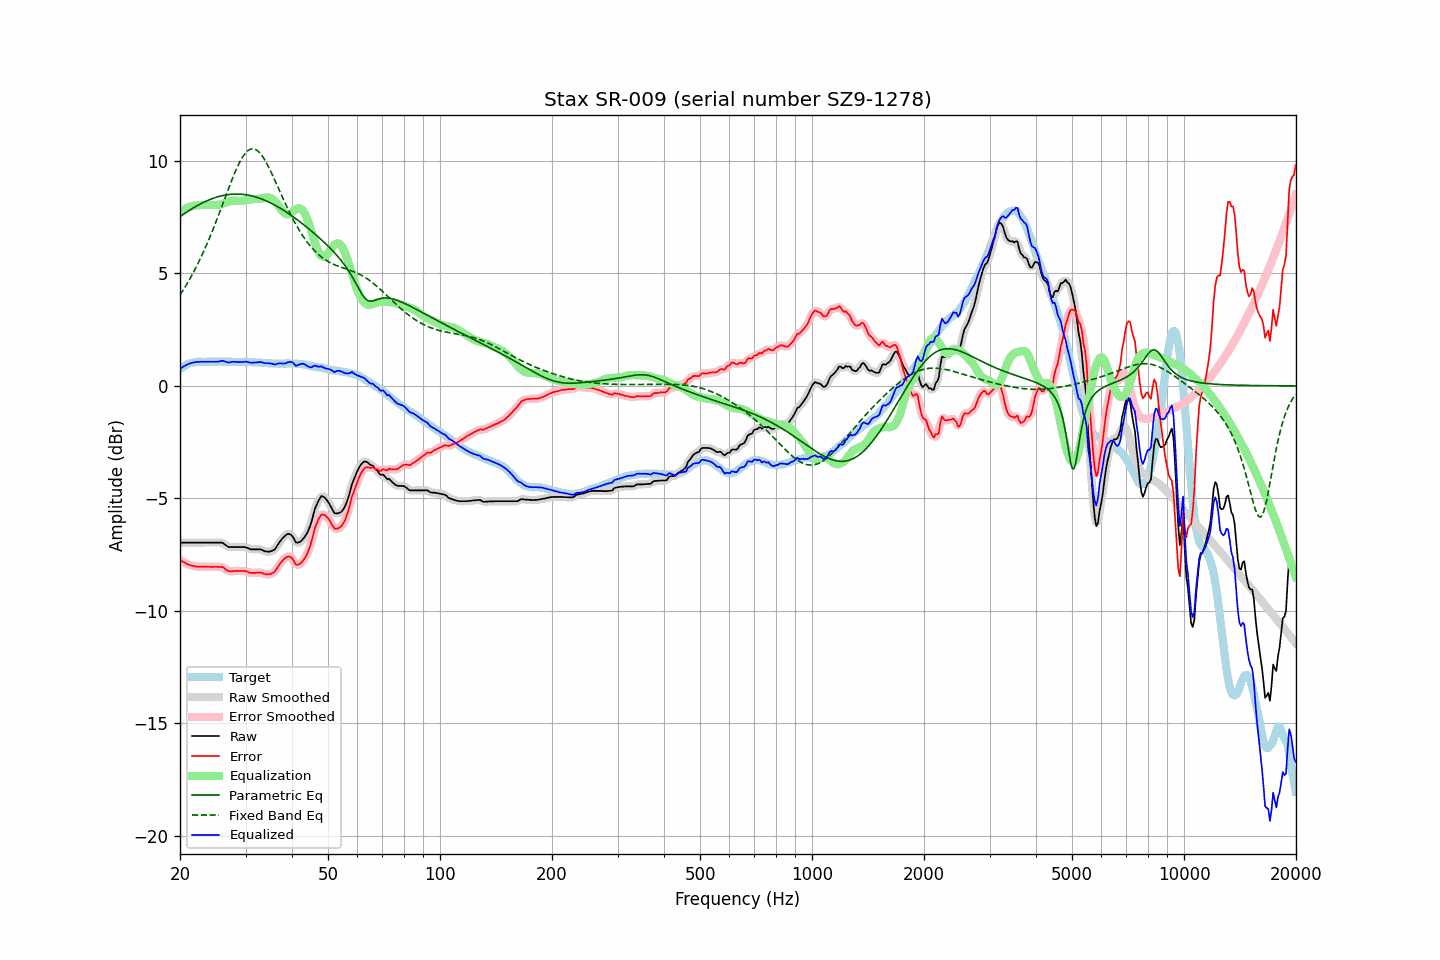 Stax SR-009 (serial number SZ9-1278)
Amplitude (dBr)
10
5
0
−5
−10
−15
−20
Target
Raw Smoothed
Error Smoothed
Raw
Error
Equalization
Parametric Eq
Fixed Band Eq
Equalized
20 50 100 200 500 1000 2000 5000 10000 20000
Frequency (Hz)